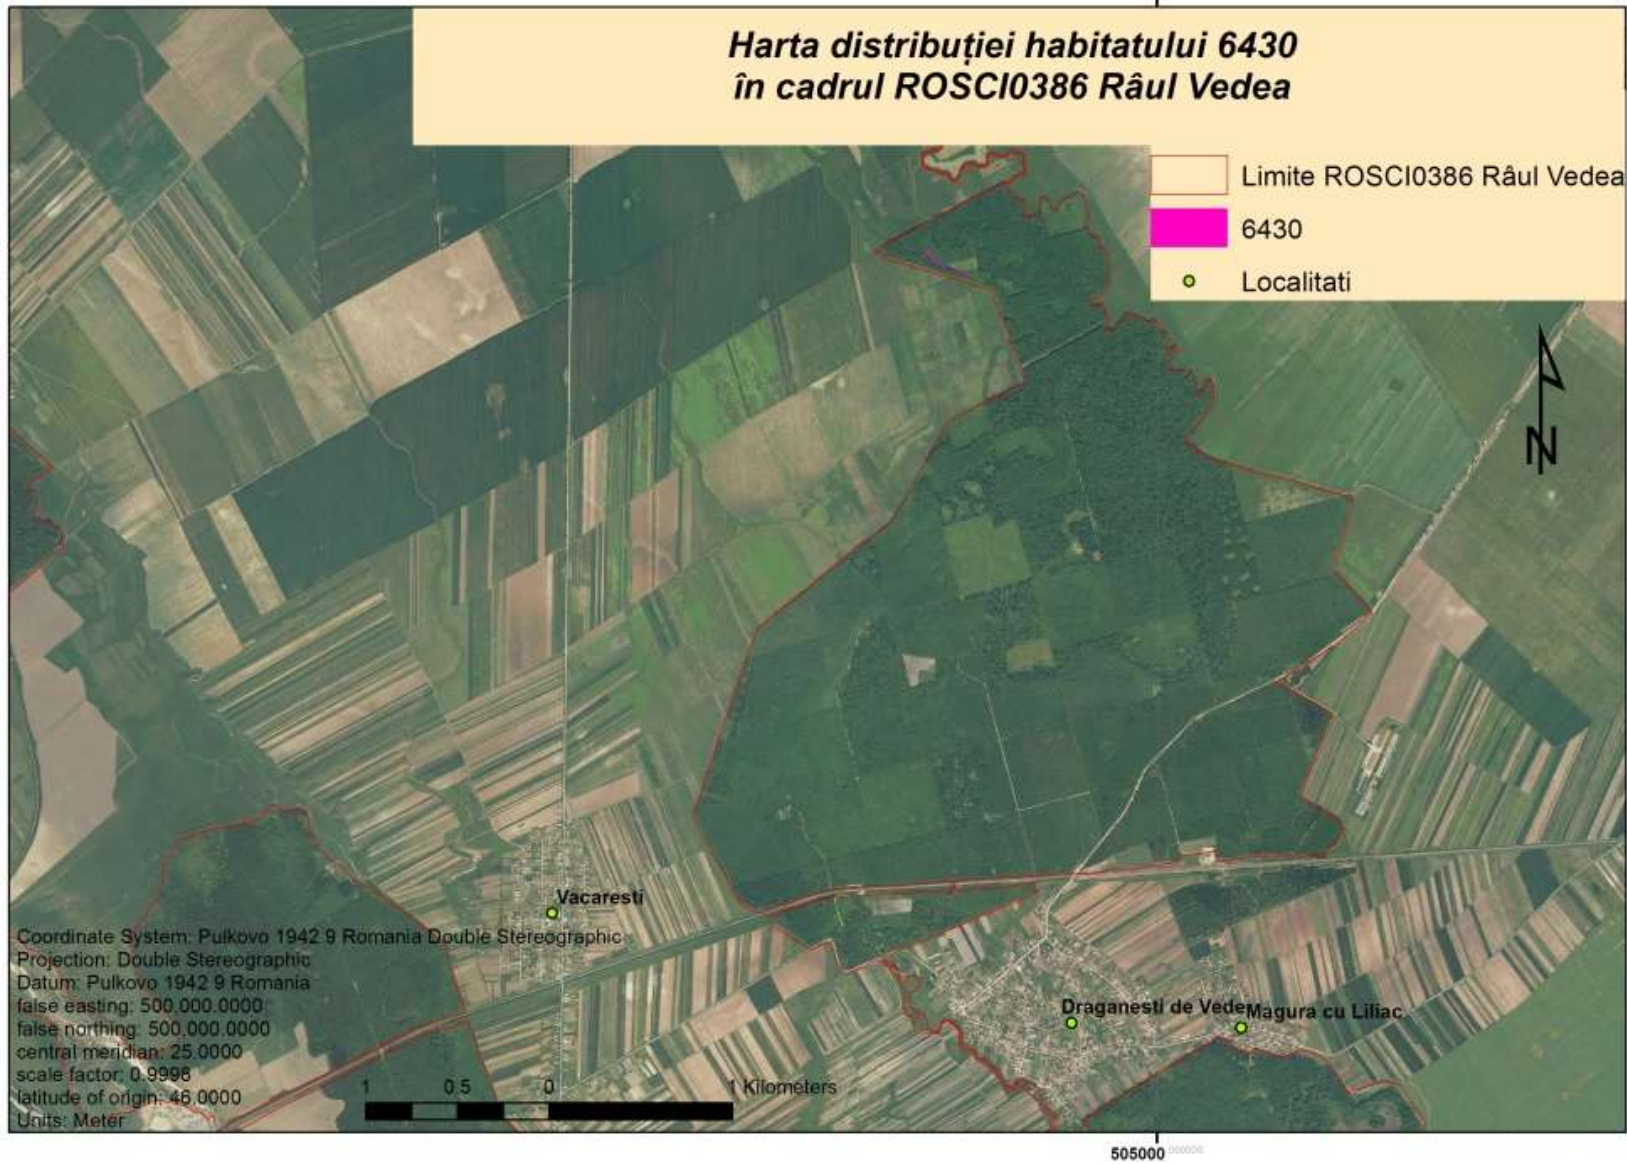 Harta distribuției habitatului 6430
în cadrul ROSCI0386 Râul Vedea
Limite ROSCI0386 Râul Vedea
6430
Localitati
N
Vacaresti
Coordinate System: Pulkovo 1942 9 Romania Double Stereographic
Projection: Double Stereographic
Datum: Pulkovo 1942 9 Romania
false easting: 500,000.0000
false northing: 500,000.0000
central meridian: 25.0000
scale factor: 0.9998
latitude of origin: 46.0000
Units: Meter
Draganesti de Vede
Magura cu Liliac
1 0.5 0 1 Kilometers
505000 000000